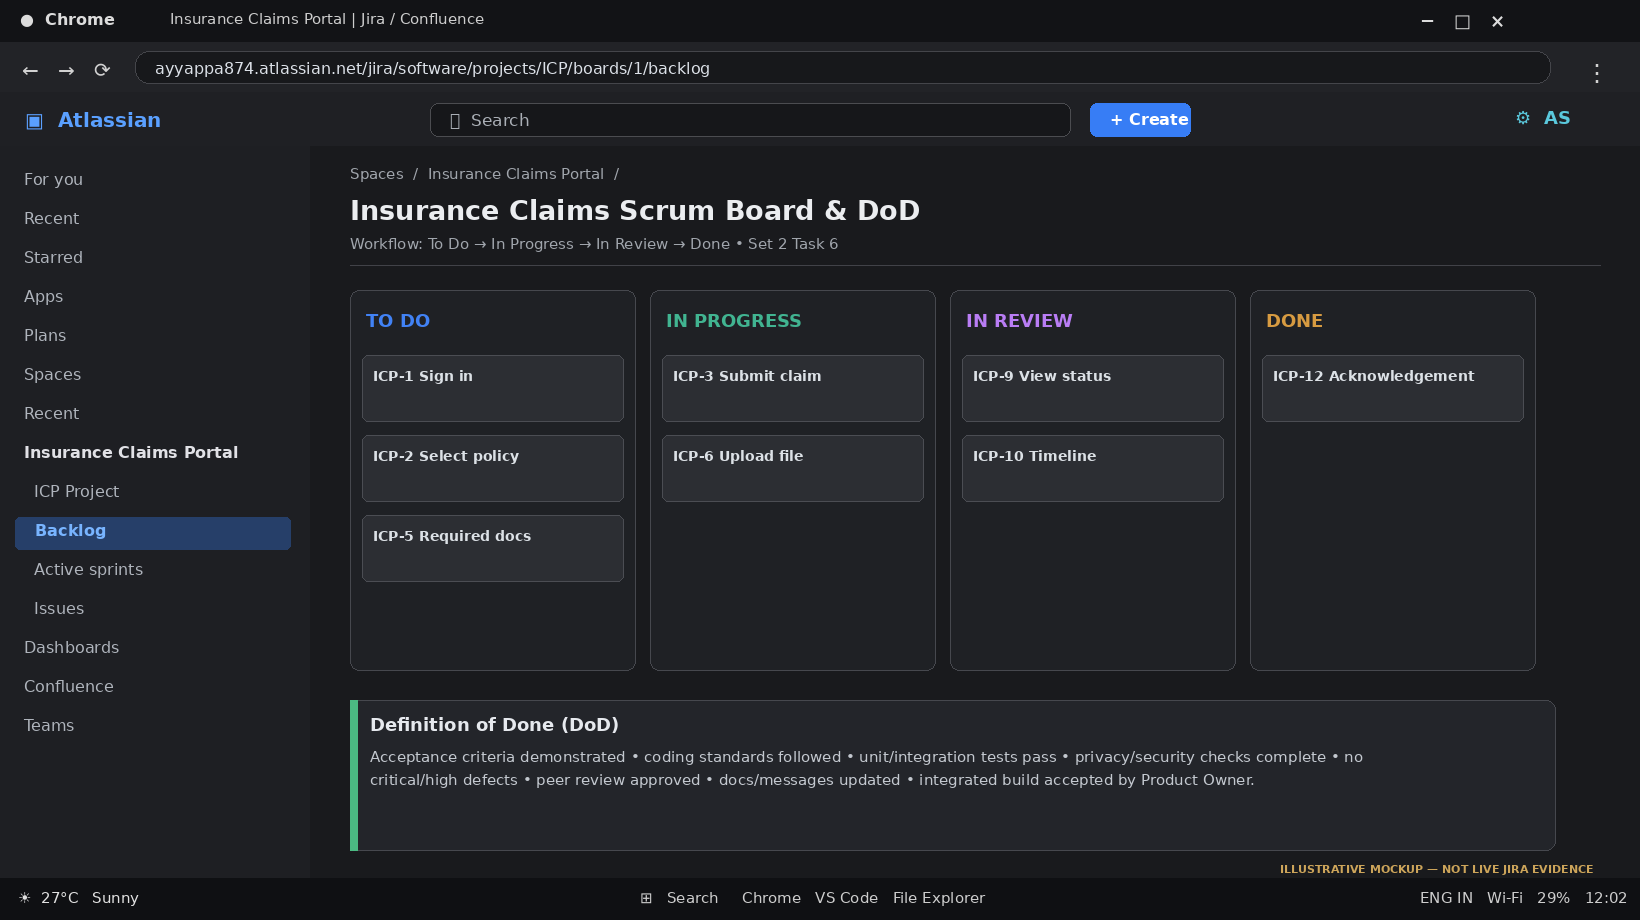 ● Chrome Insurance Claims Portal | Jira / Confluence − □ ×
← → ⟳ ayyappa874.atlassian.net/jira/software/projects/ICP/boards/1/backlog ⋮
▣ Atlassian Search + Create ⚙ AS
For you
Recent
Starred
Apps
Plans
Spaces
Recent
Insurance Claims Portal
ICP Project
Backlog
Active sprints
Issues
Dashboards
Confluence
Teams
Spaces / Insurance Claims Portal /
Insurance Claims Scrum Board & DoD
Workflow: To Do → In Progress → In Review → Done • Set 2 Task 6
TO DO
ICP-1 Sign in
ICP-2 Select policy
ICP-5 Required docs
IN PROGRESS
ICP-3 Submit claim
ICP-6 Upload file
IN REVIEW
ICP-9 View status
ICP-10 Timeline
DONE
ICP-12 Acknowledgement
Definition of Done (DoD)
Acceptance criteria demonstrated • coding standards followed • unit/integration tests pass • privacy/security checks complete • no
critical/high defects • peer review approved • docs/messages updated • integrated build accepted by Product Owner.
ILLUSTRATIVE MOCKUP — NOT LIVE JIRA EVIDENCE
☀ 27°C Sunny ⊞ Search Chrome VS Code File Explorer ENG IN Wi-Fi 29% 12:02